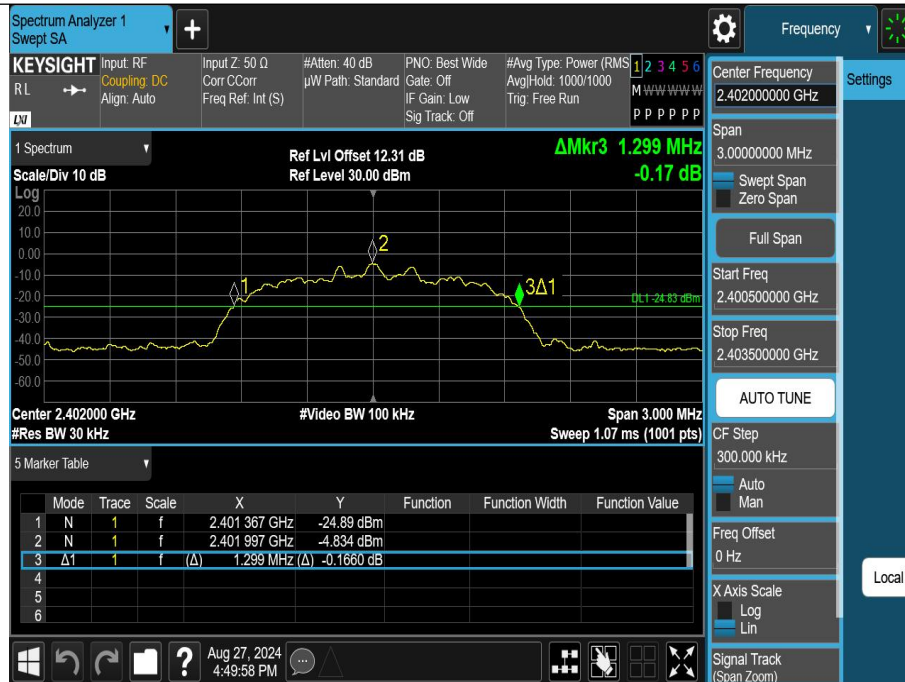 Spectrum Analyzer 1
Swept SA
Frequency
KEYSIGHT
RL
LXI
Input: RF
Coupling: DC
Align: Auto
Input Z: 50 Ω
Corr CCorr
Freq Ref: Int (S)
#Atten: 40 dB
µW Path: Standard
PNO: Best Wide
Gate: Off
IF Gain: Low
Sig Track: Off
#Avg Type: Power (RMS
Avg|Hold: 1000/1000
Trig: Free Run
1 2 3 4 5 6
M W W W W W
P P P P P P
1 Spectrum
Scale/Div 10 dB
Log
Ref Lvl Offset 12.31 dB
Ref Level 30.00 dBm
ΔMkr3 1.299 MHz
-0.17 dB
20.0
10.0
0.00
-10.0
-20.0
-30.0
-40.0
-50.0
-60.0
2
1
3Δ1
DL1 -24.83 dBm
Center 2.402000 GHz
#Video BW 100 kHz
Span 3.000 MHz
#Res BW 30 kHz
Sweep 1.07 ms (1001 pts)
5 Marker Table
Mode Trace Scale X Y Function Function Width Function Value
1 N 1 f 2.401 367 GHz -24.89 dBm
2 N 1 f 2.401 997 GHz -4.834 dBm
3 Δ1 1 f (Δ) 1.299 MHz (Δ) -0.1660 dB
4
5
6
?
Aug 27, 2024
4:49:58 PM
Center Frequency
2.402000000 GHz
Settings
Span
3.00000000 MHz
Swept Span
Zero Span
Full Span
Start Freq
2.400500000 GHz
Stop Freq
2.403500000 GHz
AUTO TUNE
CF Step
300.000 kHz
Auto
Man
Freq Offset
0 Hz
Local
X Axis Scale
Log
Lin
Signal Track
(Span Zoom)